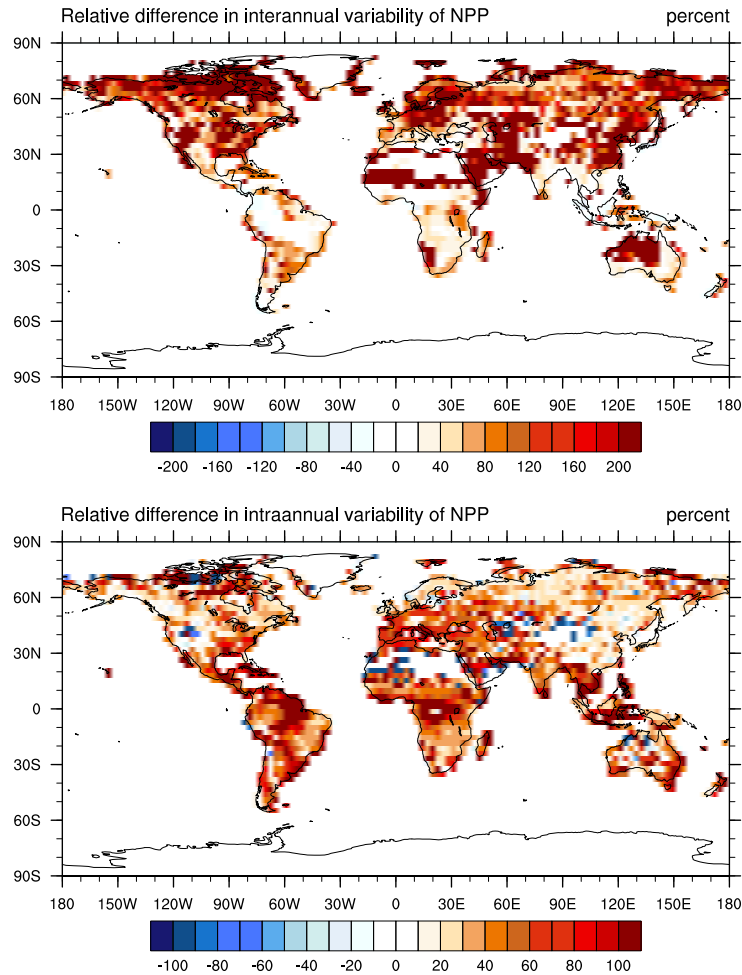 Relative difference in interannual variability of NPP percent
90N
60N
30N
0
30S
60S
90S
180 150W 120W 90W 60W 30W 0 30E 60E 90E 120E 150E 180
-200 -160 -120 -80 -40 0 40 80 120 160 200
Relative difference in intraannual variability of NPP percent
90N
60N
30N
0
30S
60S
90S
180 150W 120W 90W 60W 30W 0 30E 60E 90E 120E 150E 180
-100 -80 -60 -40 -20 0 20 40 60 80 100